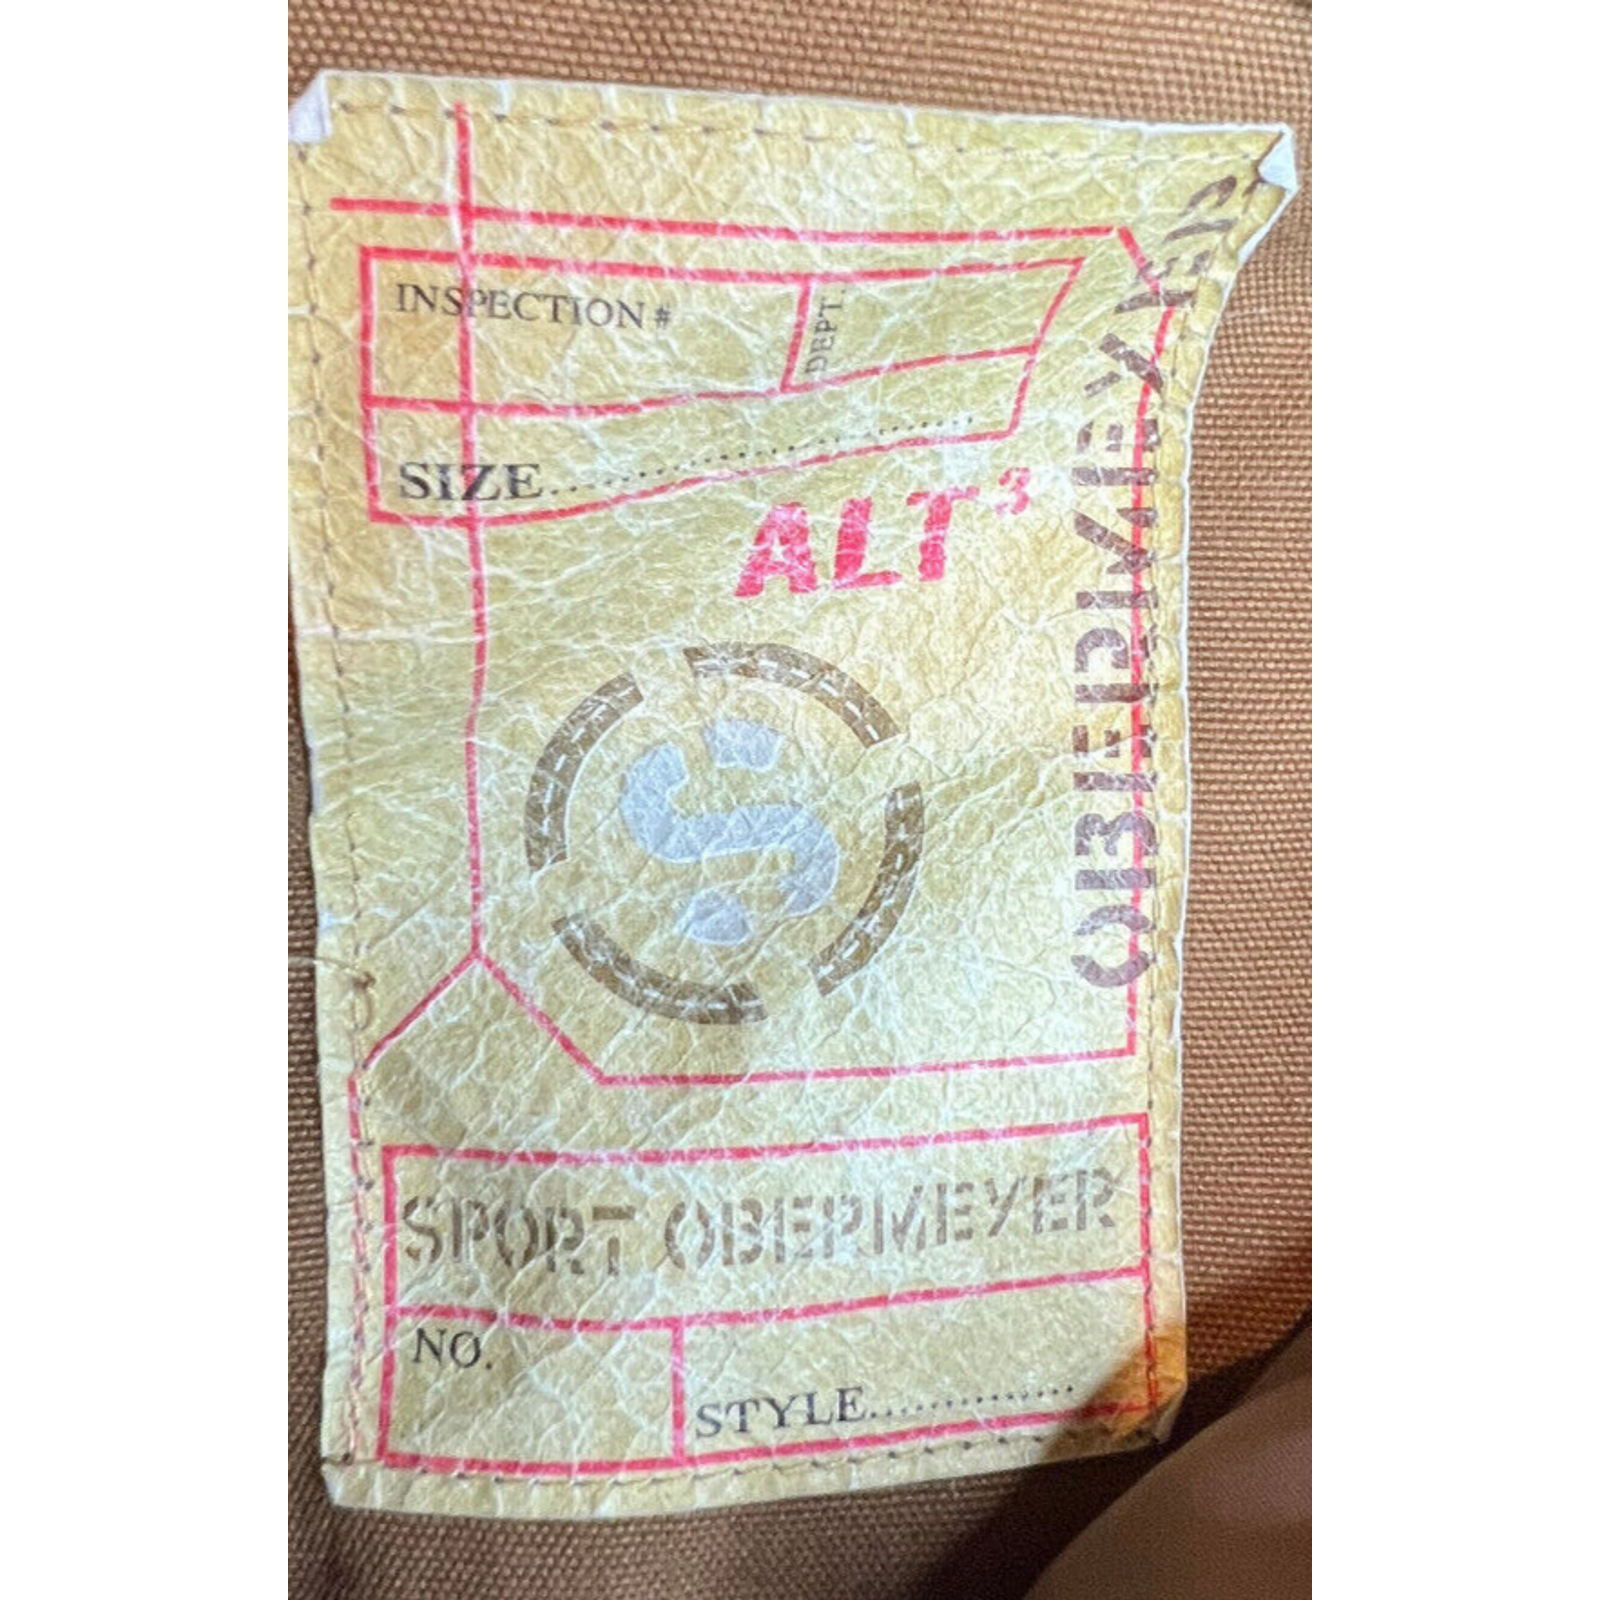 INSPECTION #
DEPT.
SIZE
ALT³
OBERMEYER
S
SPORT OBERMEYER
NO.
STYLE